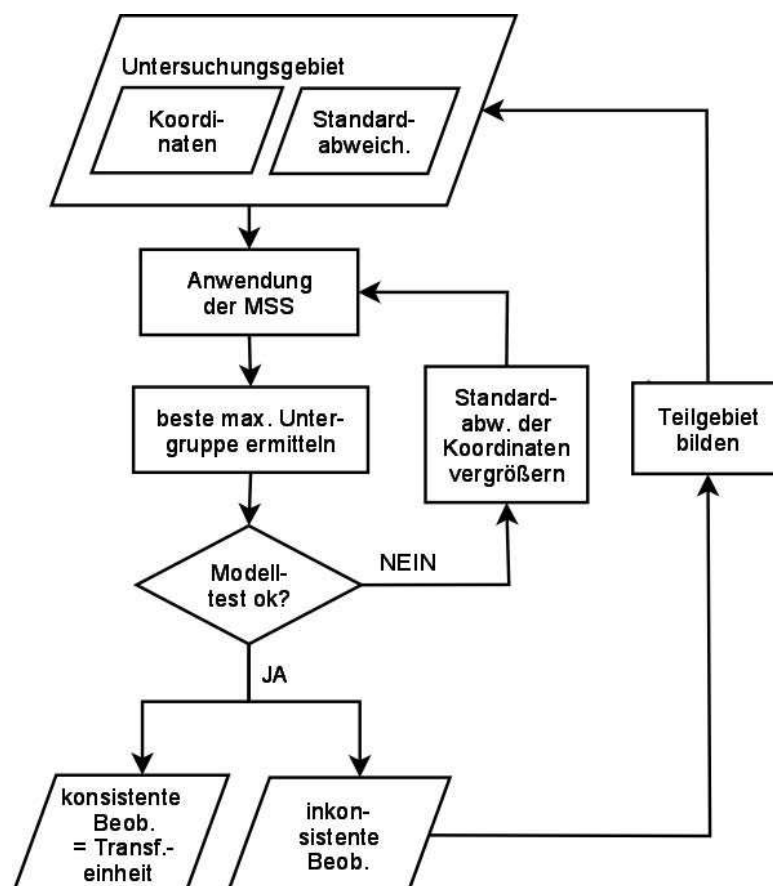 Untersuchungsgebiet
Koordi-
naten
Standard-
abweich.
Anwendung
der MSS
beste max. Unter-
gruppe ermitteln
Standard-
abw. der
Koordinaten
vergrößern
Teilgebiet
bilden
Modell-
test ok?
NEIN
JA
konsistente
Beob.
= Transf.-
einheit
inkon-
sistente
Beob.